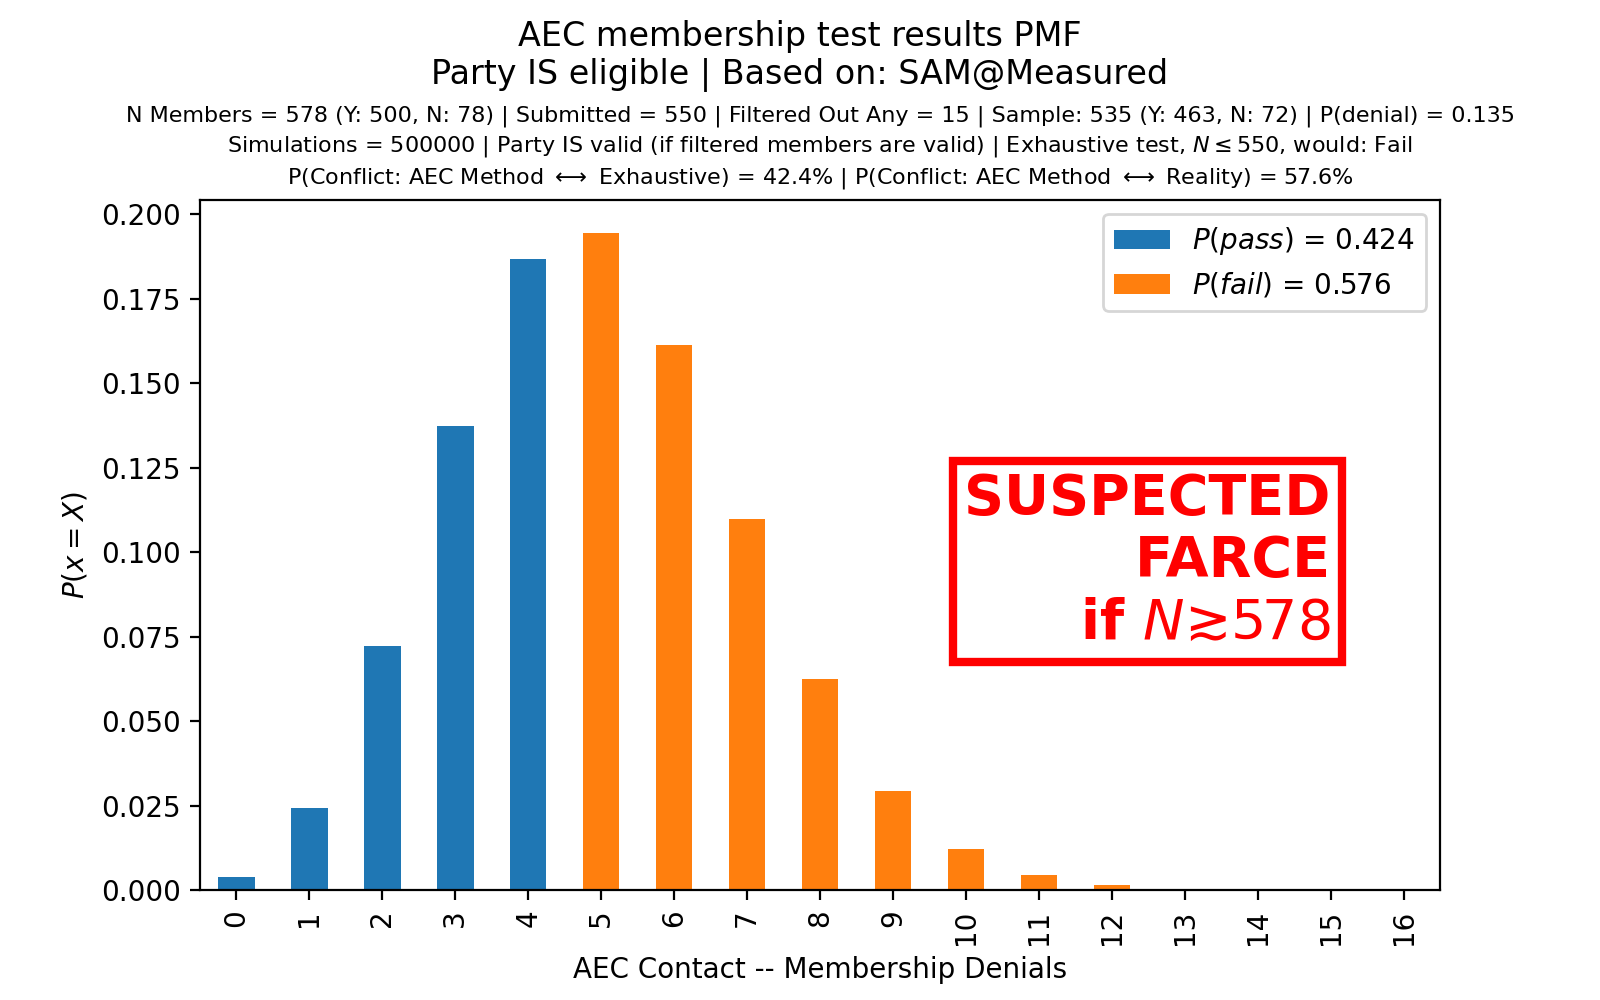 AEC membership test results PMF
Party IS eligible | Based on: SAM@Measured
N Members = 578 (Y: 500, N: 78) | Submitted = 550 | Filtered Out Any = 15 | Sample: 535 (Y: 463, N: 72) | P(denial) = 0.135
Simulations = 500000 | Party IS valid (if filtered members are valid) | Exhaustive test, N ≤ 550, would: Fail
P(Conflict: AEC Method ⟷ Exhaustive) = 42.4% | P(Conflict: AEC Method ⟷ Reality) = 57.6%
P(pass) = 0.424
P(fail) = 0.576
0.200
0.175
0.150
0.125
0.100
0.075
0.050
0.025
0.000
P(x = X)
SUSPECTED
FARCE
if N≳578
0 1 2 3 4 5 6 7 8 9 10 11 12 13 14 15 16
AEC Contact -- Membership Denials